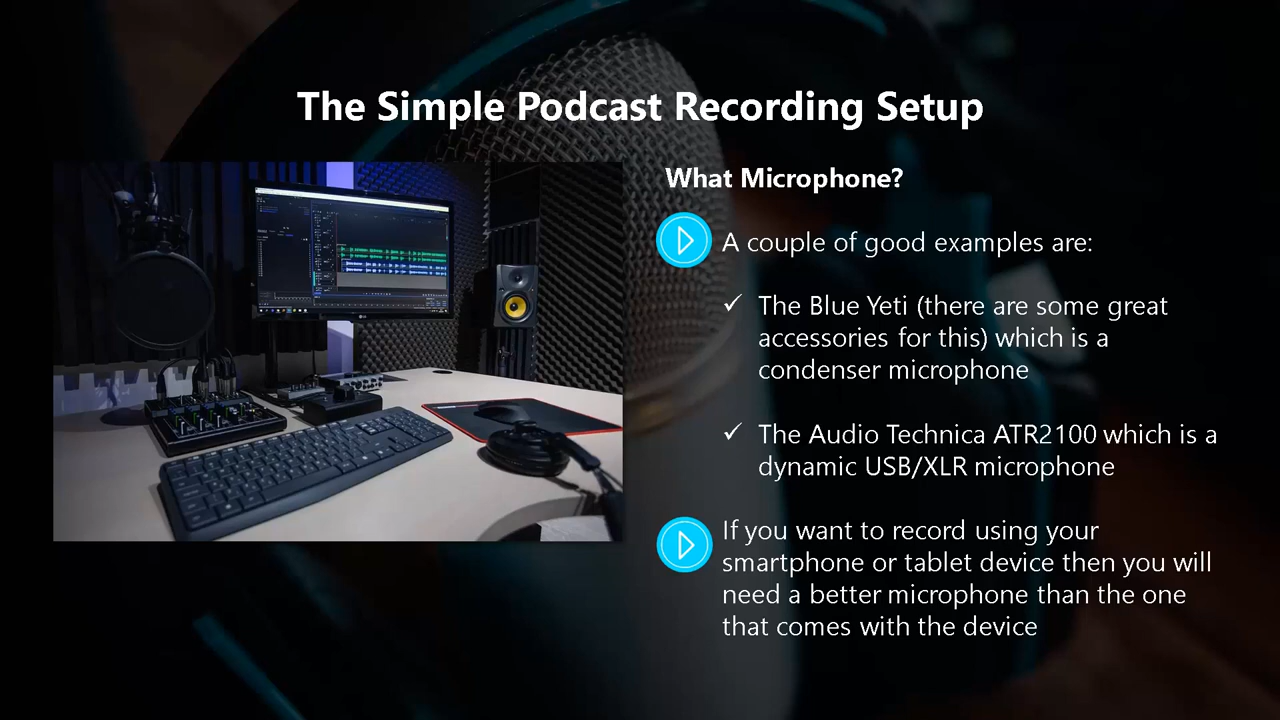 The Simple Podcast Recording Setup
What Microphone?
A couple of good examples are:
✓ The Blue Yeti (there are some great
accessories for this) which is a
condenser microphone
✓ The Audio Technica ATR2100 which is a
dynamic USB/XLR microphone
If you want to record using your
smartphone or tablet device then you will
need a better microphone than the one
that comes with the device